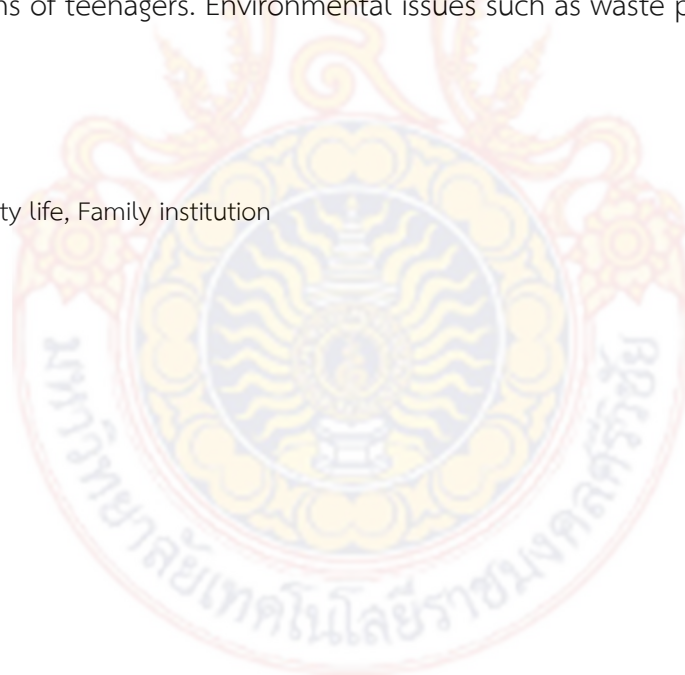 ns of teenagers. Environmental issues such as waste p
ty life, Family institution
มหาวิทยาลัยเทคโนโลยีราชมงคลศรีวิชัย